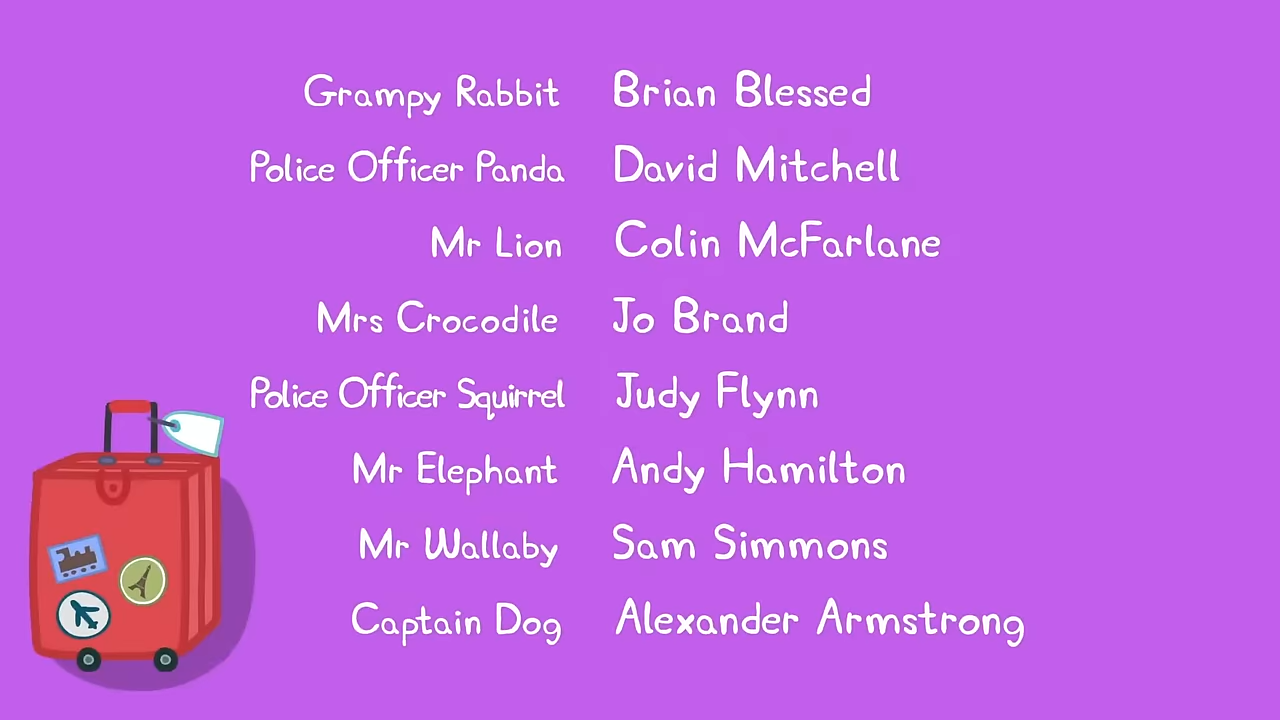 Grampy Rabbit Brian Blessed
Police Officer Panda David Mitchell
Mr Lion Colin McFarlane
Mrs Crocodile Jo Brand
Police Officer Squirrel Judy Flynn
Mr Elephant Andy Hamilton
Mr Wallaby Sam Simmons
Captain Dog Alexander Armstrong